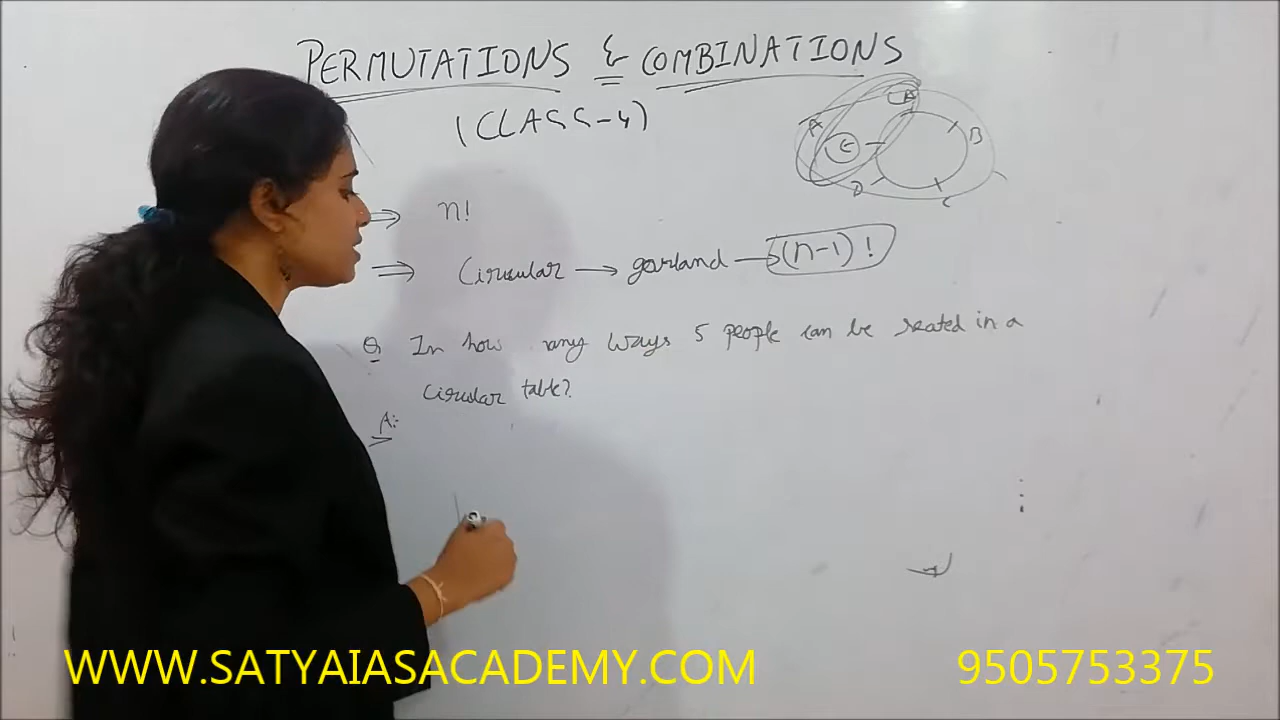 PERMUTATIONS & COMBINATIONS
(CLASS-4)
⇒ n!
⇒ Circular → garland → (n-1)!
A
A
B
E
D
C
Q In how any ways 5 people can be seated in a
circular table?
A:-
WWW.SATYAIASACADEMY.COM
9505753375